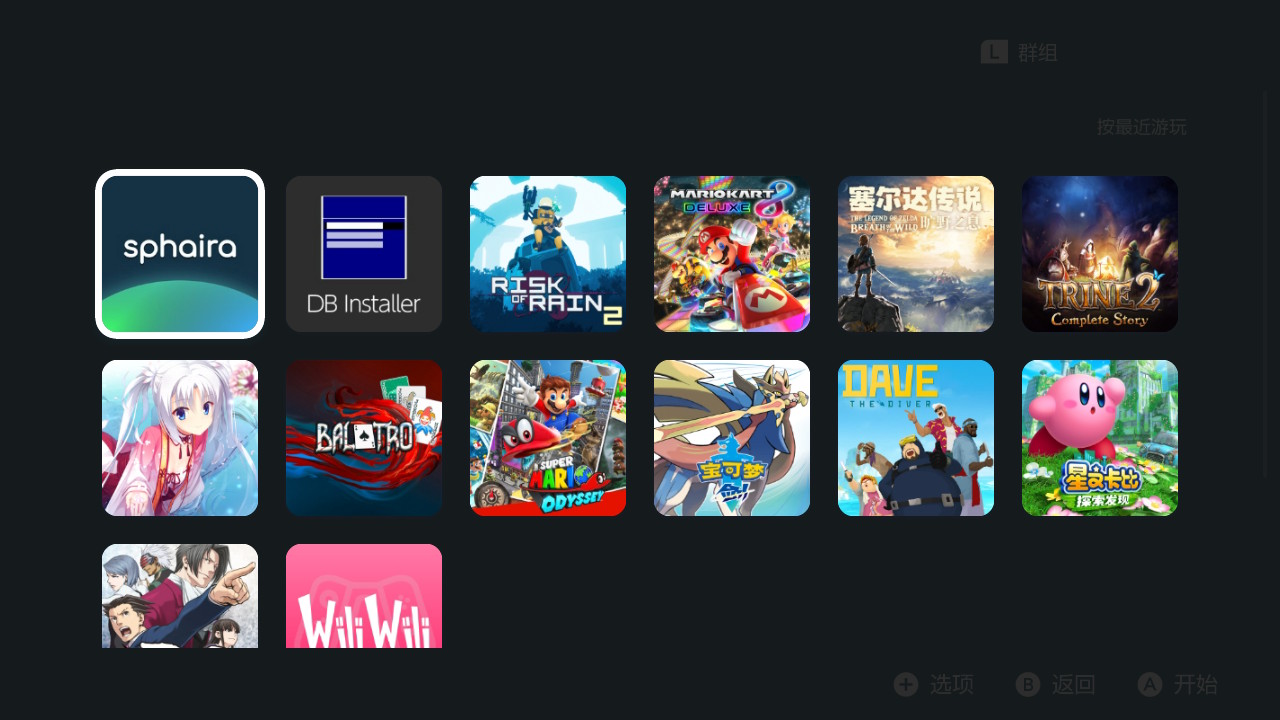 L 群组
按最近游玩
sphaira
DB Installer
RISK
OF RAIN
2
MARIOKART 8
DELUXE
塞尔达传说
THE LEGEND OF ZELDA
BREATH OF THE WILD 旷野之息
TRINE 2
Complete Story
BALATRO
SUPER
MARIO
ODYSSEY
宝可梦
剑
DAVE
THE DIVER
星之卡比
探索发现
WiliWili
+ 选项
B 返回
A 开始